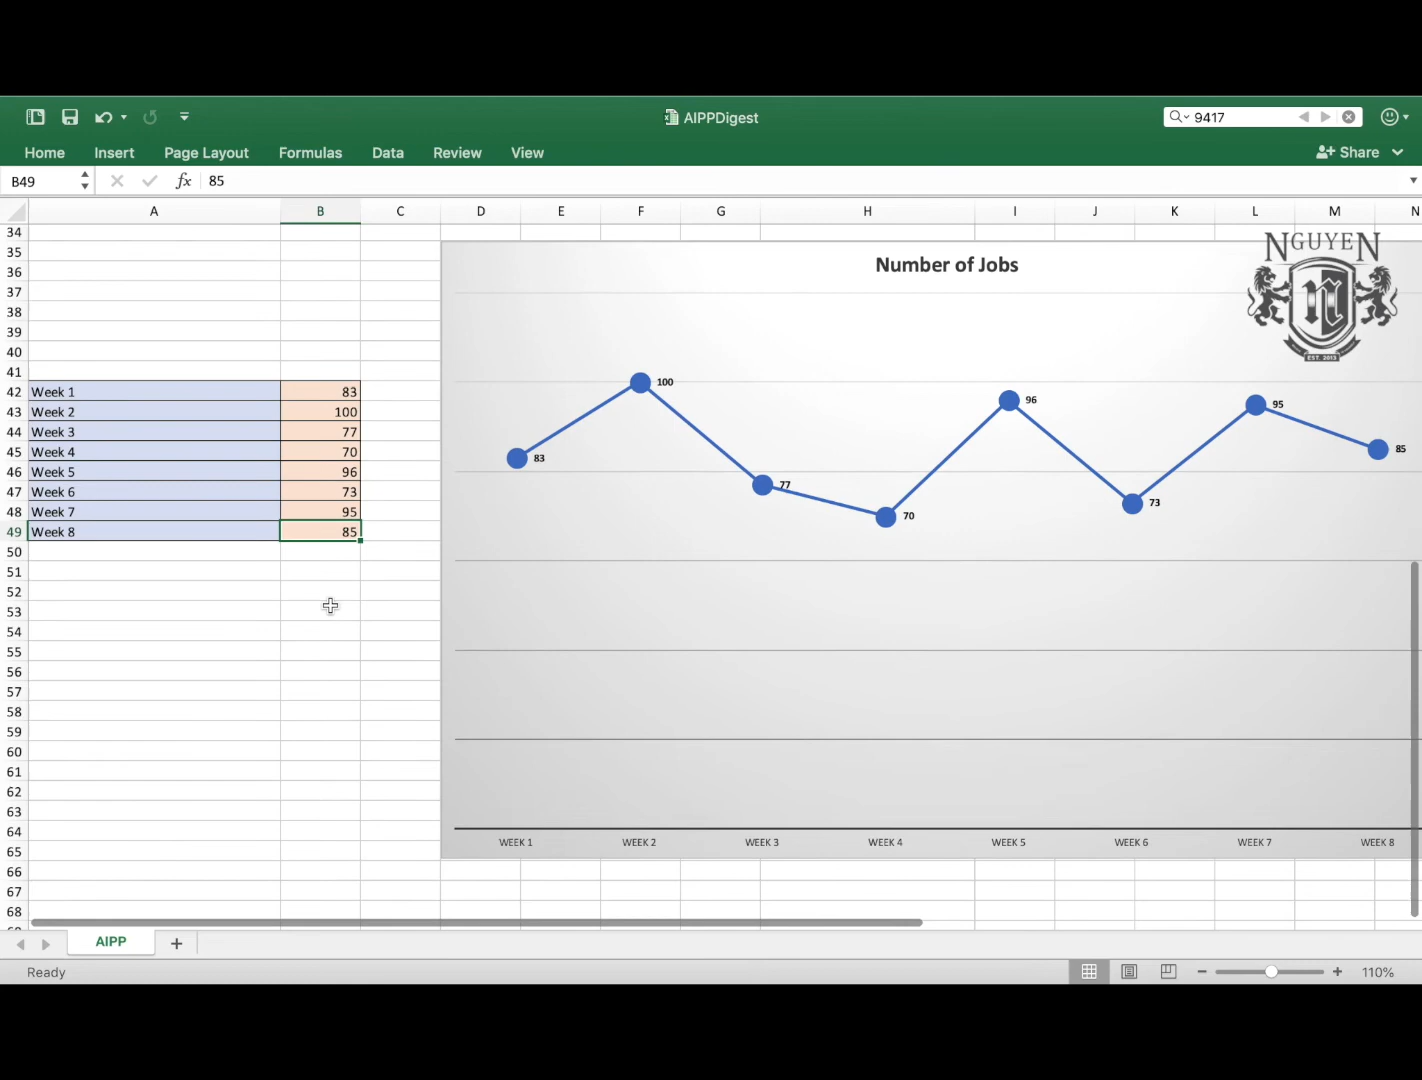 AIPPDigest
9417
Home Insert Page Layout Formulas Data Review View
Share
B49 fx 85
A B C D E F G H I J K L M N
34
35
36
37
38
39
40
41
42 Week 1 83
43 Week 2 100
44 Week 3 77
45 Week 4 70
46 Week 5 96
47 Week 6 73
48 Week 7 95
49 Week 8 85
50
51
52
53
54
55
56
57
58
59
60
61
62
63
64
65
66
67
68
Number of Jobs
NGUYEN
N
EST. 2013
83
100
77
70
96
73
95
85
WEEK 1 WEEK 2 WEEK 3 WEEK 4 WEEK 5 WEEK 6 WEEK 7 WEEK 8
AIPP
Ready
110%